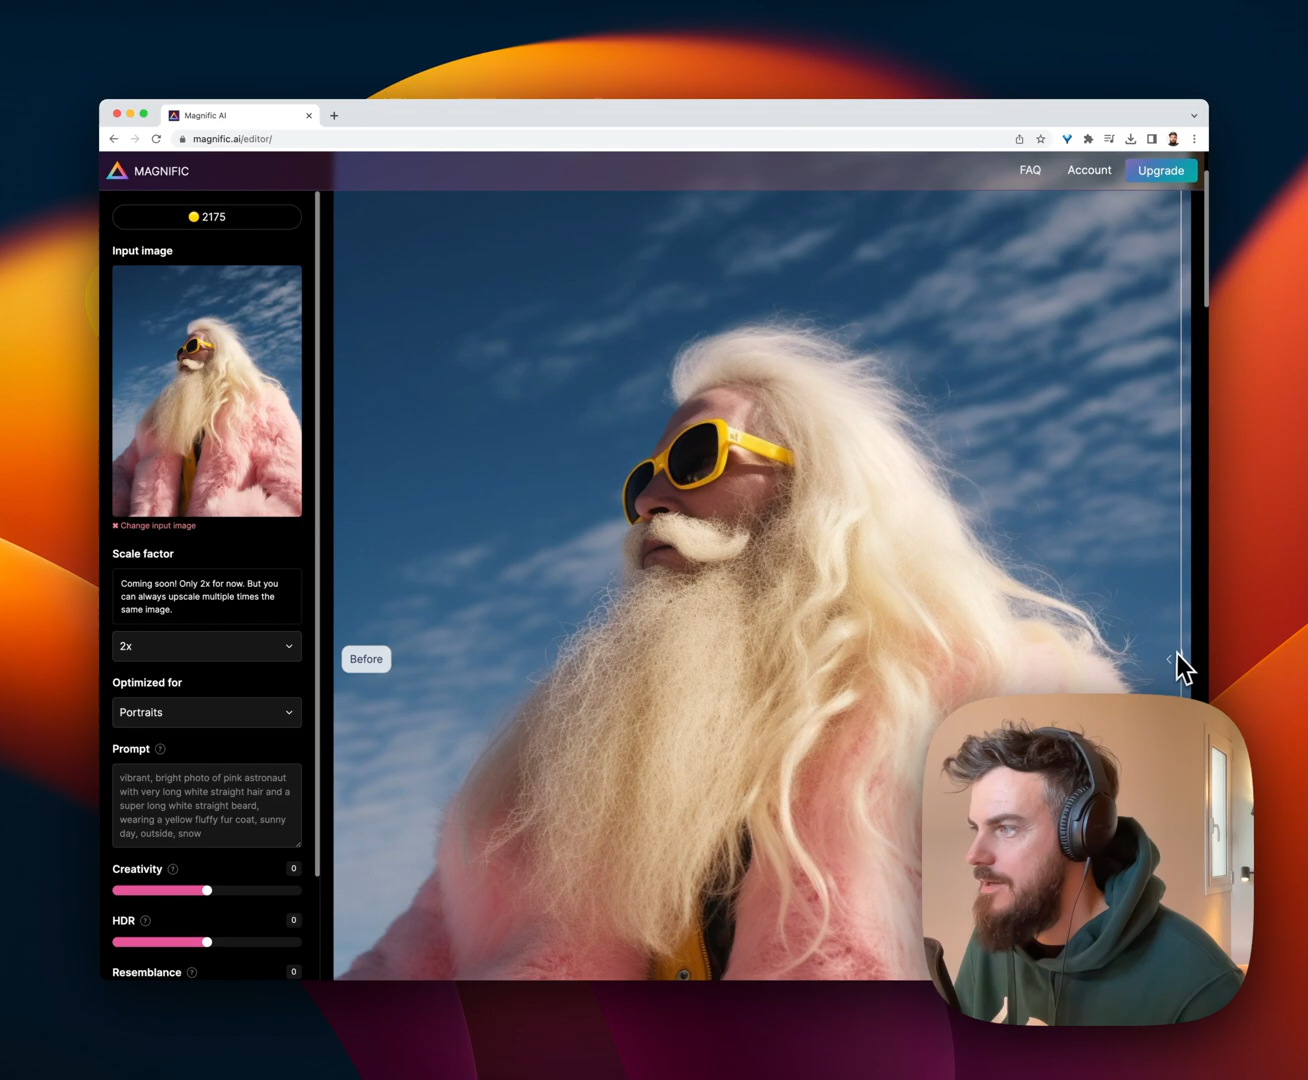 Magnific AI
magnific.ai/editor/
MAGNIFIC
FAQ
Account
Upgrade
2175
Input image
Change input image
Scale factor
Coming soon! Only 2x for now. But you
can always upscale multiple times the
same image.
2x
Optimized for
Portraits
Prompt
vibrant, bright photo of pink astronaut
with very long white straight hair and a
super long white straight beard,
wearing a yellow fluffy fur coat, sunny
day, outside, snow
Creativity
0
HDR
0
Resemblance
0
Before